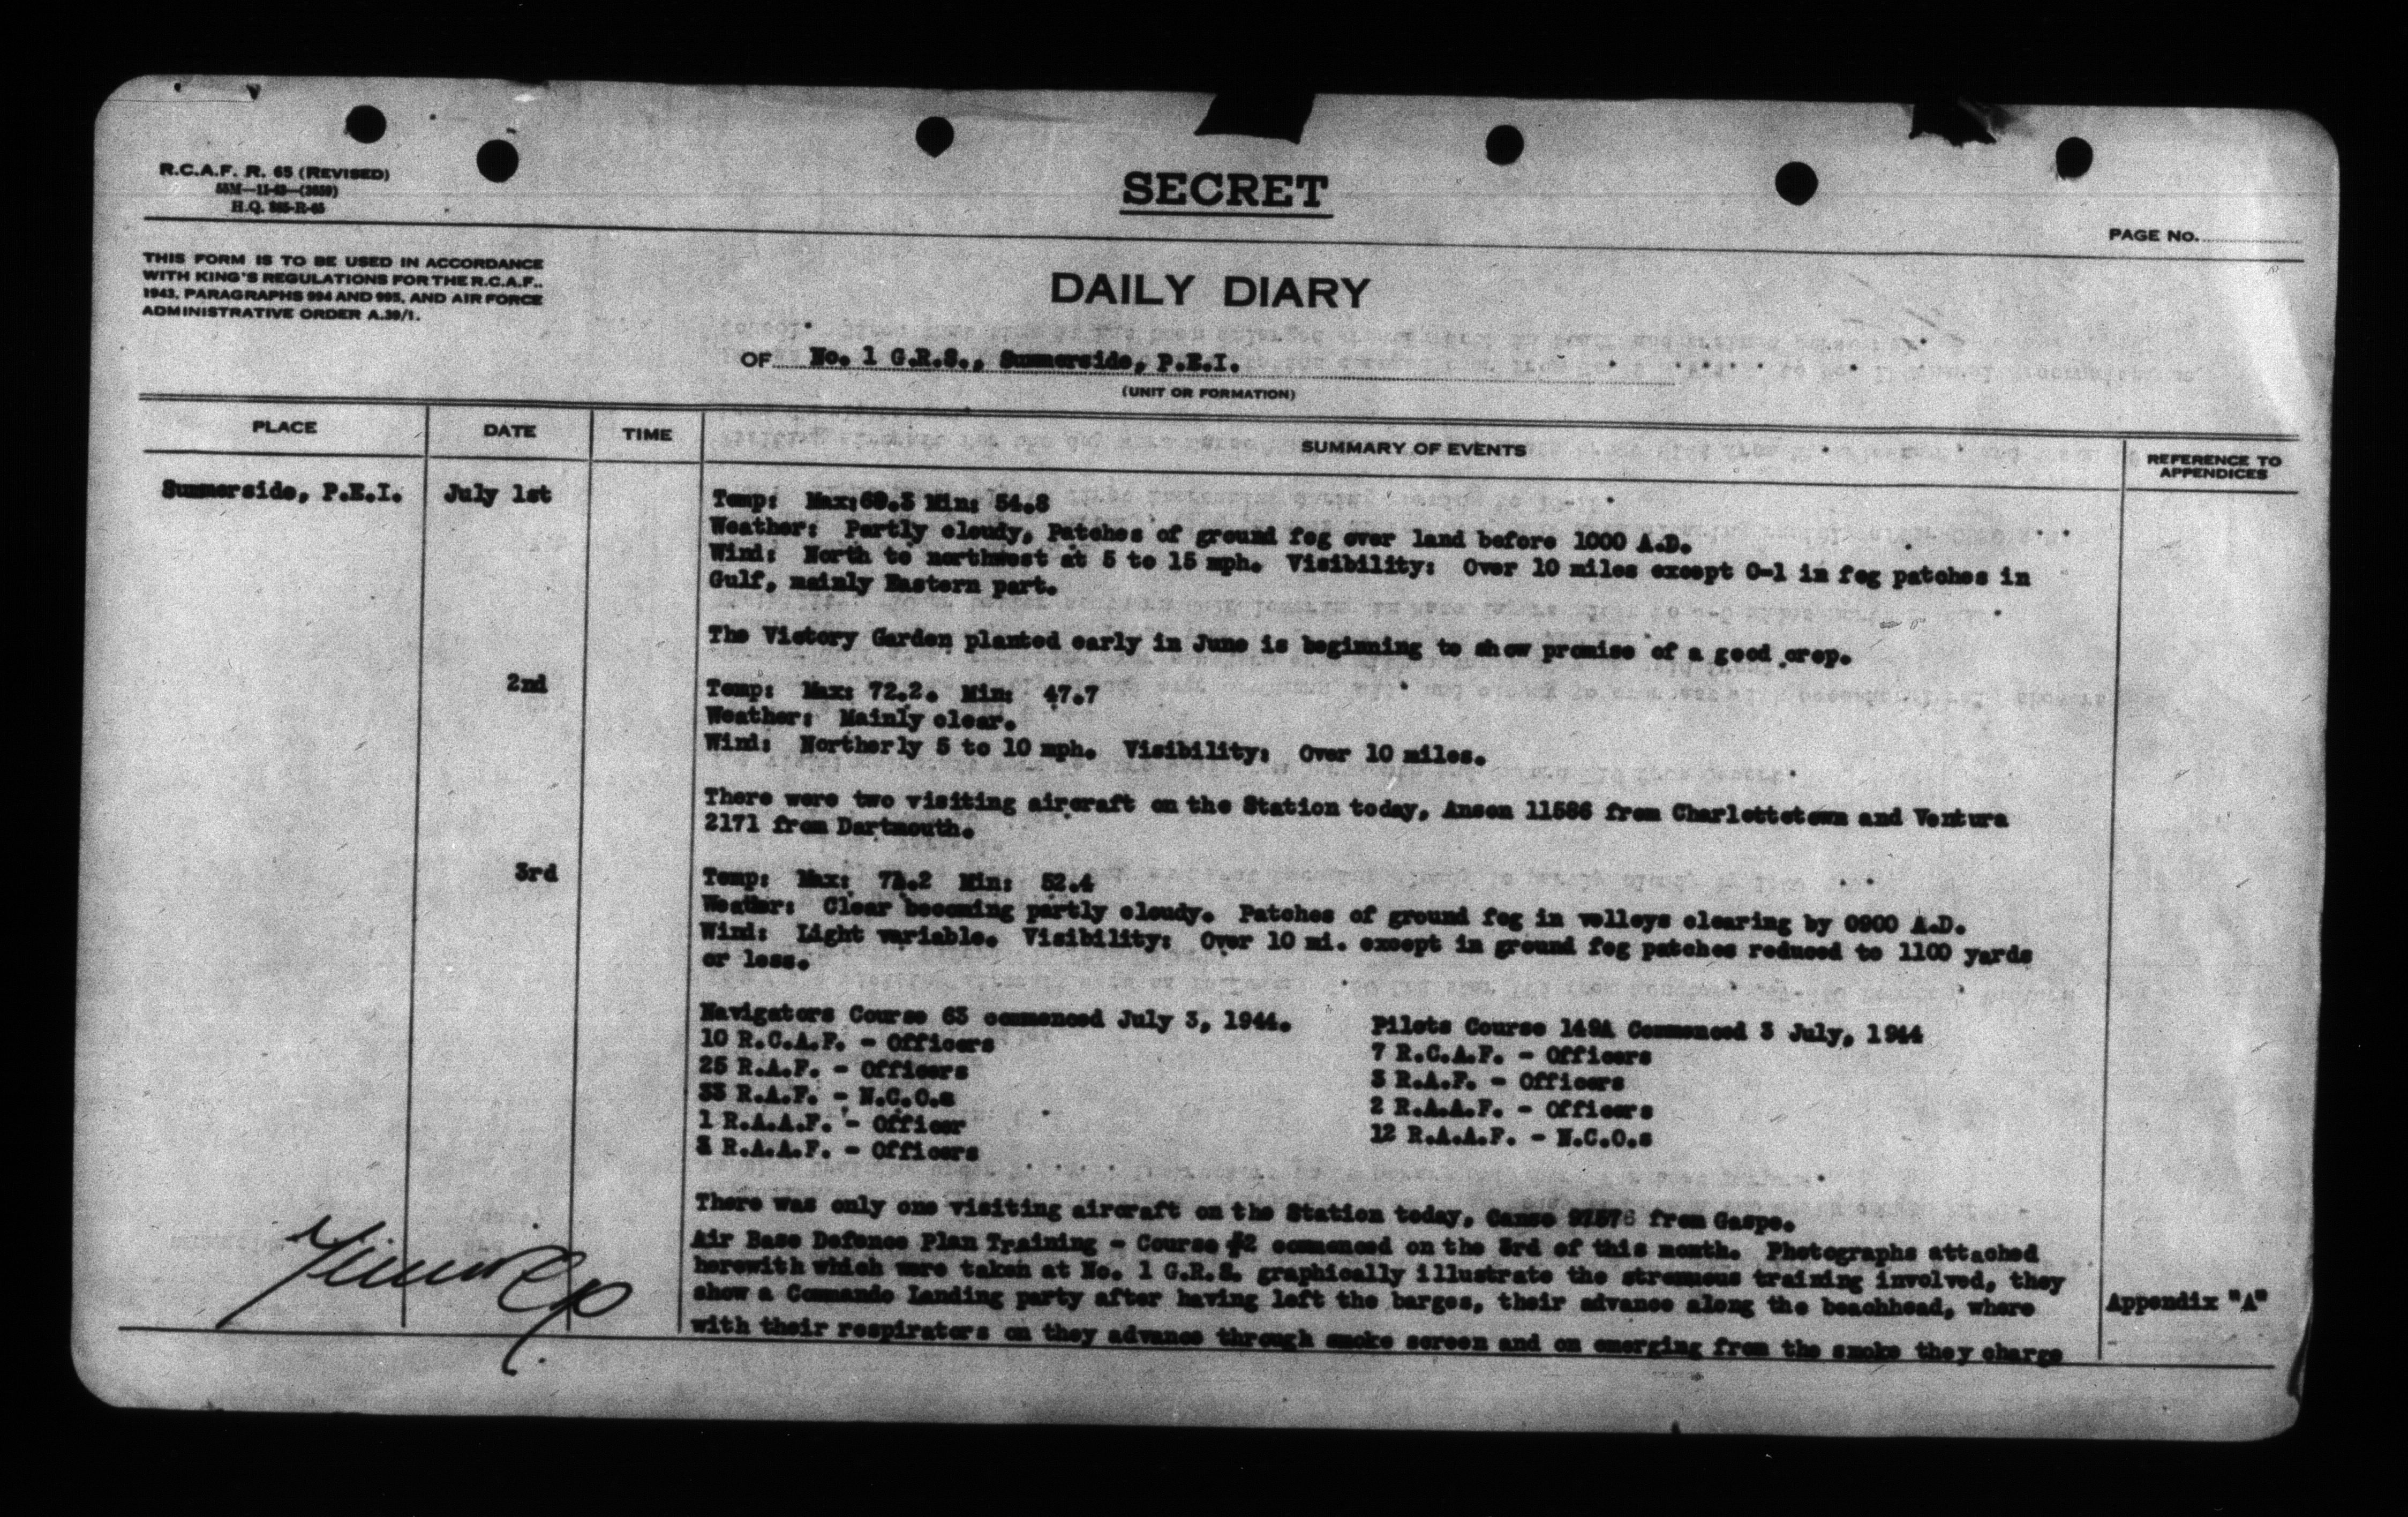 R.C.A.F. R. 65 (REVISED)
55M—11-43—(3659)
H.Q. 885-R-65
SECRET
PAGE No.
THIS FORM IS TO BE USED IN ACCORDANCE
WITH KING'S REGULATIONS FOR THE R.C.A.F.,
1943, PARAGRAPHS 994 AND 995, AND AIR FORCE
ADMINISTRATIVE ORDER A.39/1.
DAILY DIARY
OF No. 1 G.R.S., Summerside, P.E.I.
(UNIT OR FORMATION)
PLACE DATE TIME SUMMARY OF EVENTS REFERENCE TO APPENDICES
Summerside, P.E.I. July 1st Temp: Max:69.3 Min: 54.8
Weather: Partly cloudy, Patches of ground fog over land before 1000 A.D.
Wind: North to northwest at 5 to 15 mph. Visibility: Over 10 miles except 0-1 in fog patches in
Gulf, mainly Eastern part.
The Victory Garden planted early in June is beginning to show promise of a good crop.
2nd Temp: Max: 72.2. Min: 47.7
Weather: Mainly clear.
Wind: Northerly 5 to 10 mph. Visibility: Over 10 miles.
There were two visiting aircraft on the Station today, Anson 11586 from Charlottetown and Ventura
2171 from Dartmouth.
3rd Temp: Max: Min: 52.4
Weather: Clear becoming partly cloudy. Patches of ground fog in valleys clearing by 0900 A.D.
Wind: Light variable. Visibility: Over 10 mi. except in ground fog patches reduced to 1100 yards
or less.
Navigators Course 63 commenced July 3, 1944. Pilots Course 149A Commenced 3 July, 1944
10 R.C.A.F. - Officers 7 R.C.A.F. - Officers
25 R.A.F. - Officers 3 R.A.F. - Officers
33 R.A.F. - N.C.O.s 2 R.A.A.F. - Officers
1 R.A.A.F. - Officer 12 R.A.A.F. - N.C.O.s
R.A.A.F. - Officers
There was only one visiting aircraft on the Station today, Canso from Gaspe.
Air Base Defence Plan Training - Course #2 commenced on the 3rd of this month. Photographs attached
herewith which were taken at No. 1 G.R.S. graphically illustrate the strenuous training involved, they
show a Commando Landing party after having left the barges, their advance along the beachhead, where Appendix "A"
with their respirators on they advance through smoke screen and on emerging from the smoke they charge